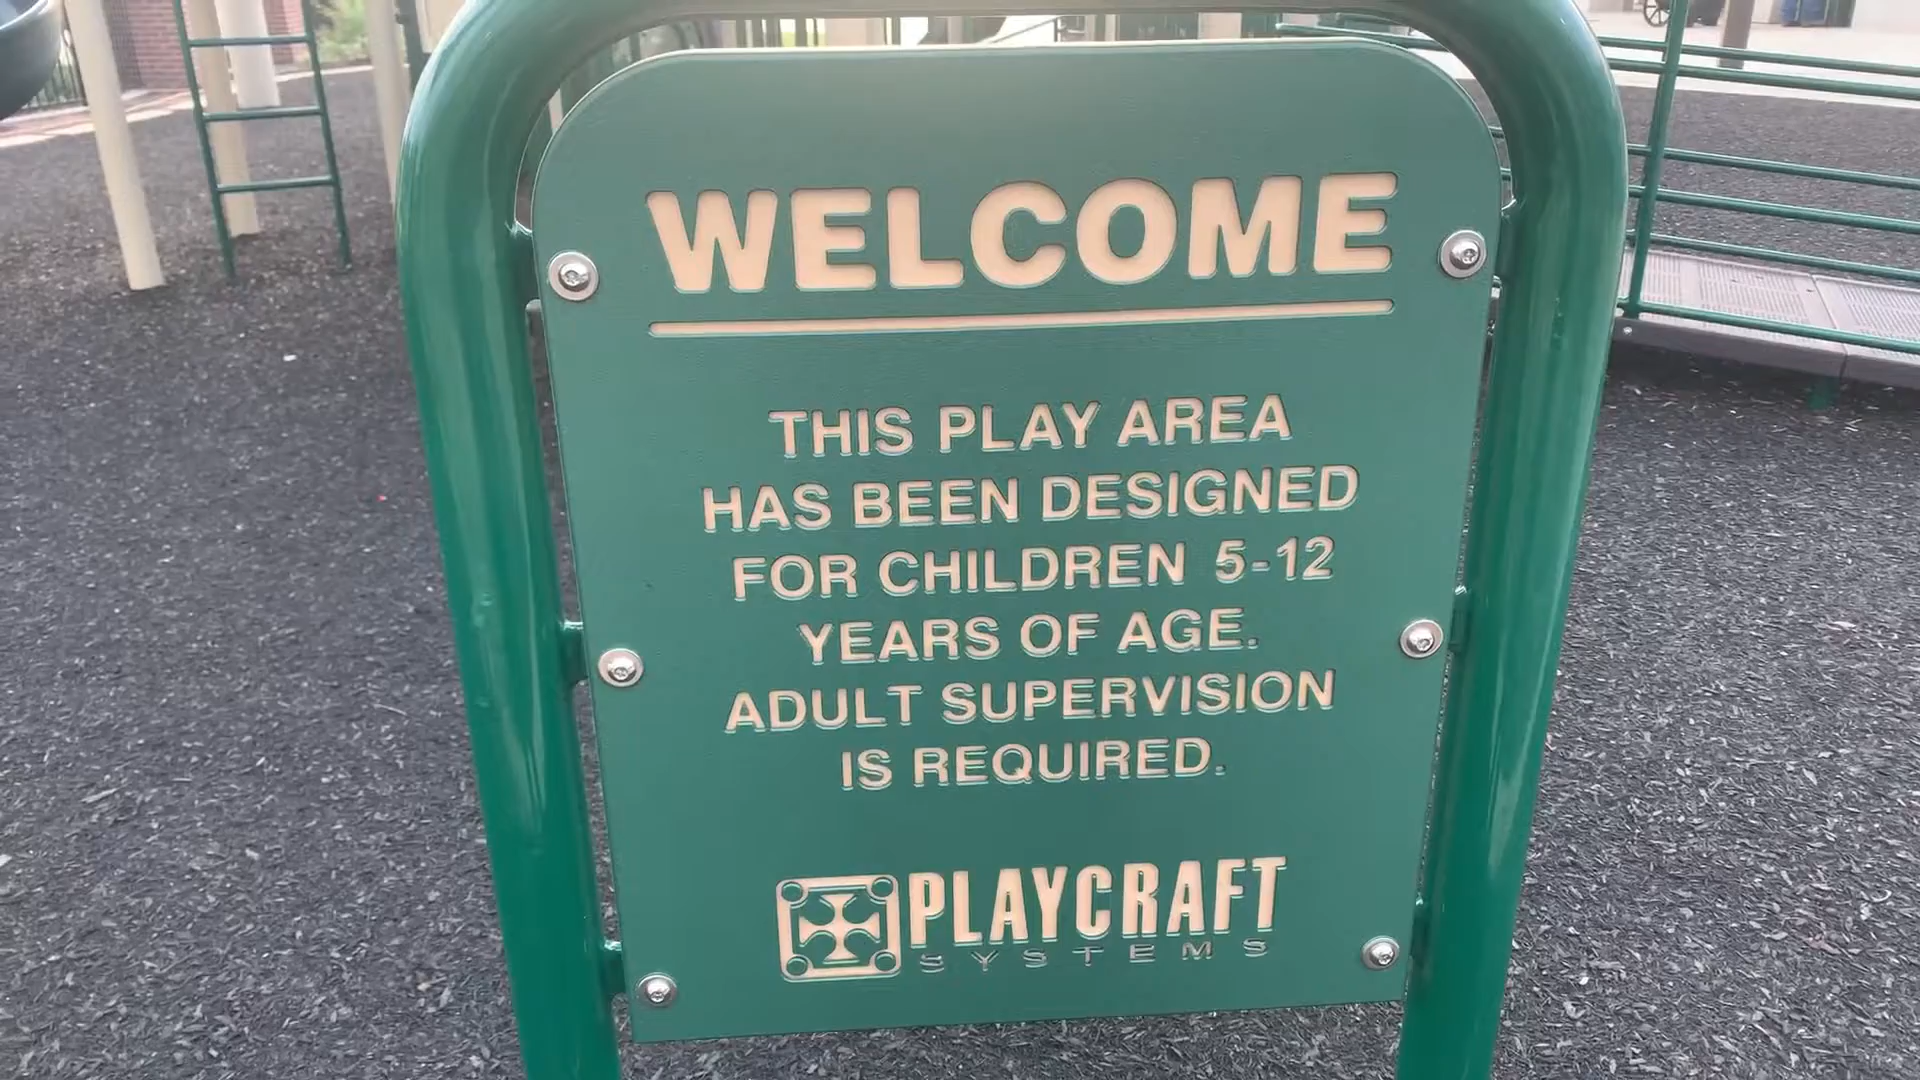 WELCOME
THIS PLAY AREA
HAS BEEN DESIGNED
FOR CHILDREN 5-12
YEARS OF AGE.
ADULT SUPERVISION
IS REQUIRED.
PLAYCRAFT
SYSTEMS